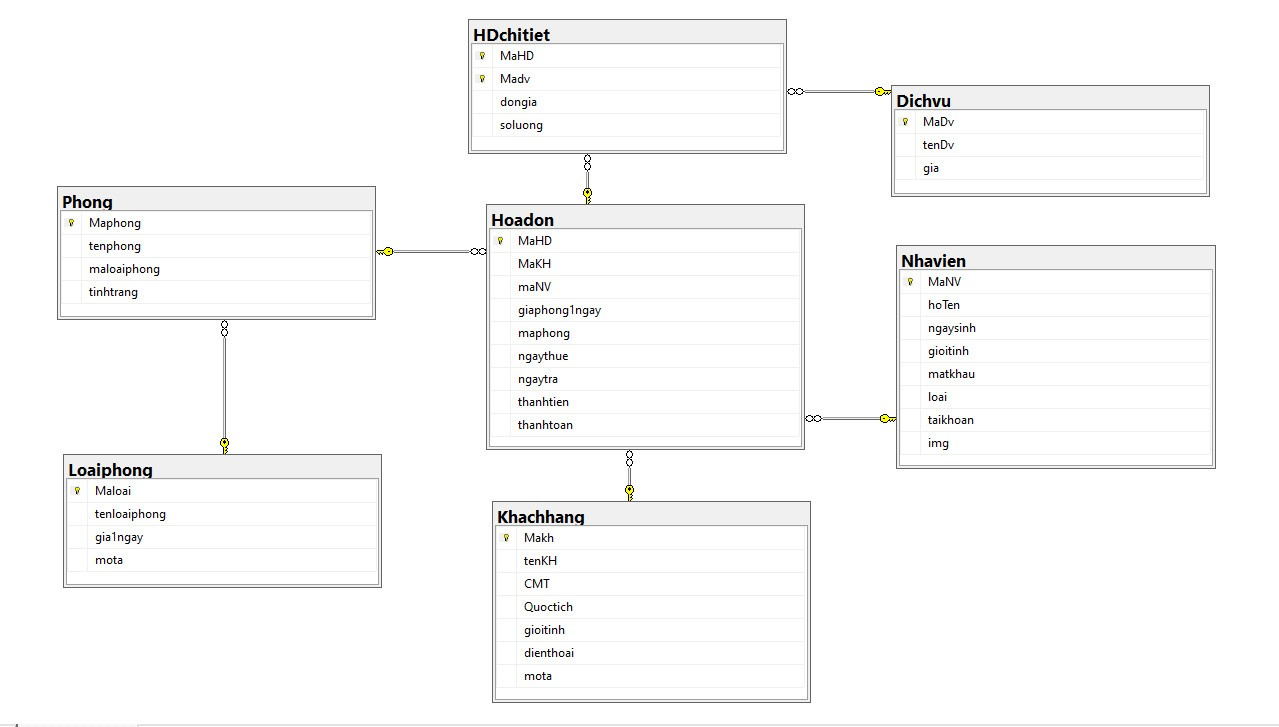 HDchitiet
MaHD
Madv
dongia
soluong
Dichvu
MaDv
tenDv
gia
Phong
Maphong
tenphong
maloaiphong
tinhtrang
Hoadon
MaHD
MaKH
maNV
giaphong1ngay
maphong
ngaythue
ngaytra
thanhtien
thanhtoan
Nhavien
MaNV
hoTen
ngaysinh
gioitinh
matkhau
loai
taikhoan
img
Loaiphong
Maloai
tenloaiphong
gia1ngay
mota
Khachhang
Makh
tenKH
CMT
Quoctich
gioitinh
dienthoai
mota